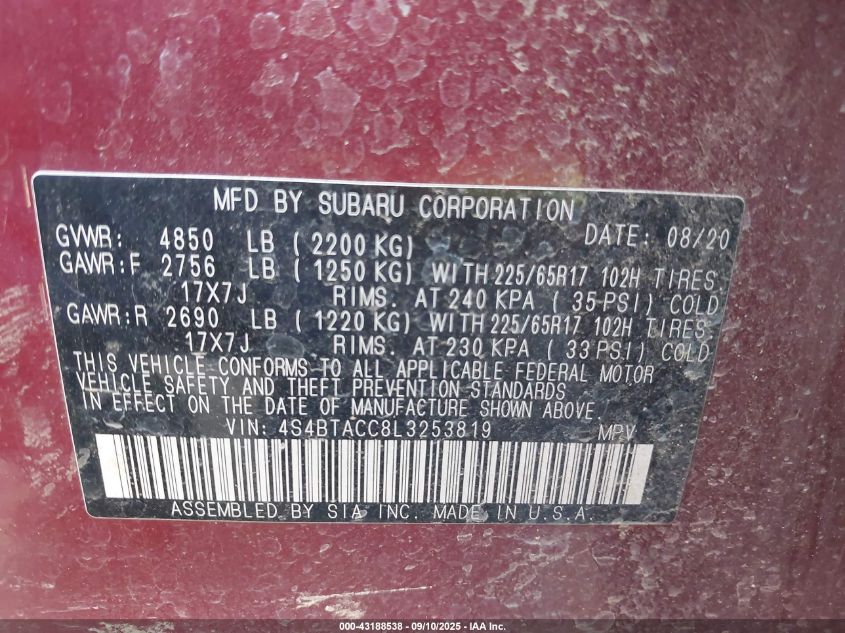 MFD BY SUBARU CORPORATION
GVWR: 4850 LB ( 2200 KG) DATE: 08/20
GAWR:F 2756 LB ( 1250 KG) WITH 225/65R17 102H TIRES
17X7J RIMS. AT 240 KPA ( 35 PSI) COLD
GAWR:R 2690 LB ( 1220 KG) WITH 225/65R17 102H TIRES
17X7J RIMS. AT 230 KPA ( 33 PSI) COLD
THIS VEHICLE CONFORMS TO ALL APPLICABLE FEDERAL MOTOR
VEHICLE SAFETY AND THEFT PREVENTION STANDARDS
IN EFFECT ON THE DATE OF MANUFACTURE SHOWN ABOVE.
VIN: 4S4BTACC8L3253819 MPV
ASSEMBLED BY SIA INC. MADE IN U.S.A.
000-43188538 - 09/10/2025 - IAA Inc.